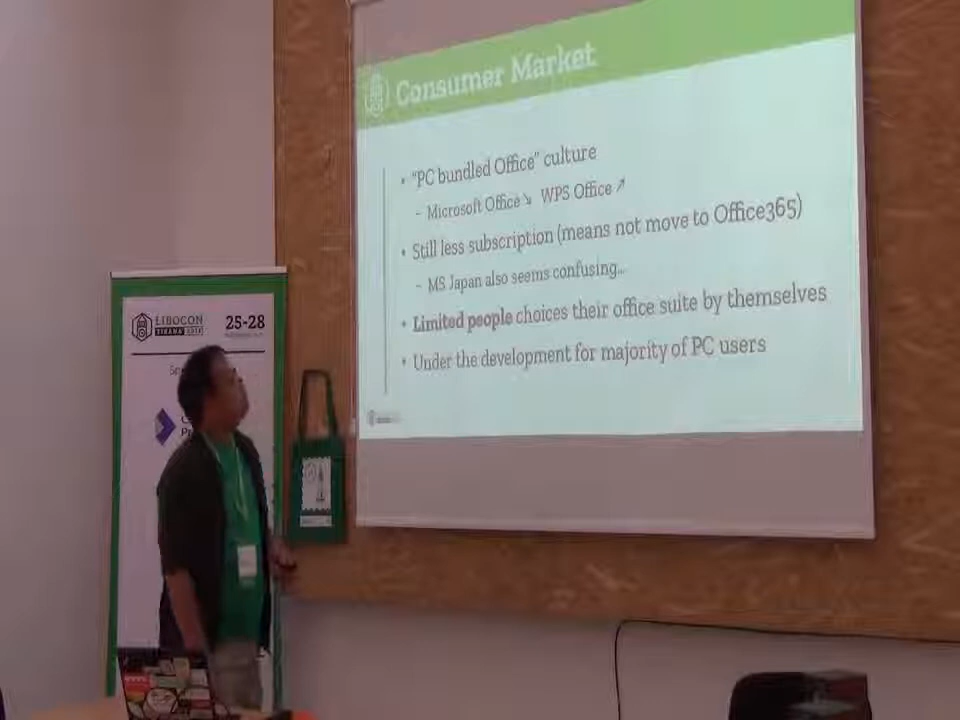 Consumer Market
• "PC bundled Office" culture
– Microsoft Office↘ WPS Office↗
• Still less subscription (means not move to Office365)
– MS Japan also seems confusing...
• Limited people choices their office suite by themselves
• Under the development for majority of PC users
LIBOCON
TIRANA 2018
25-28